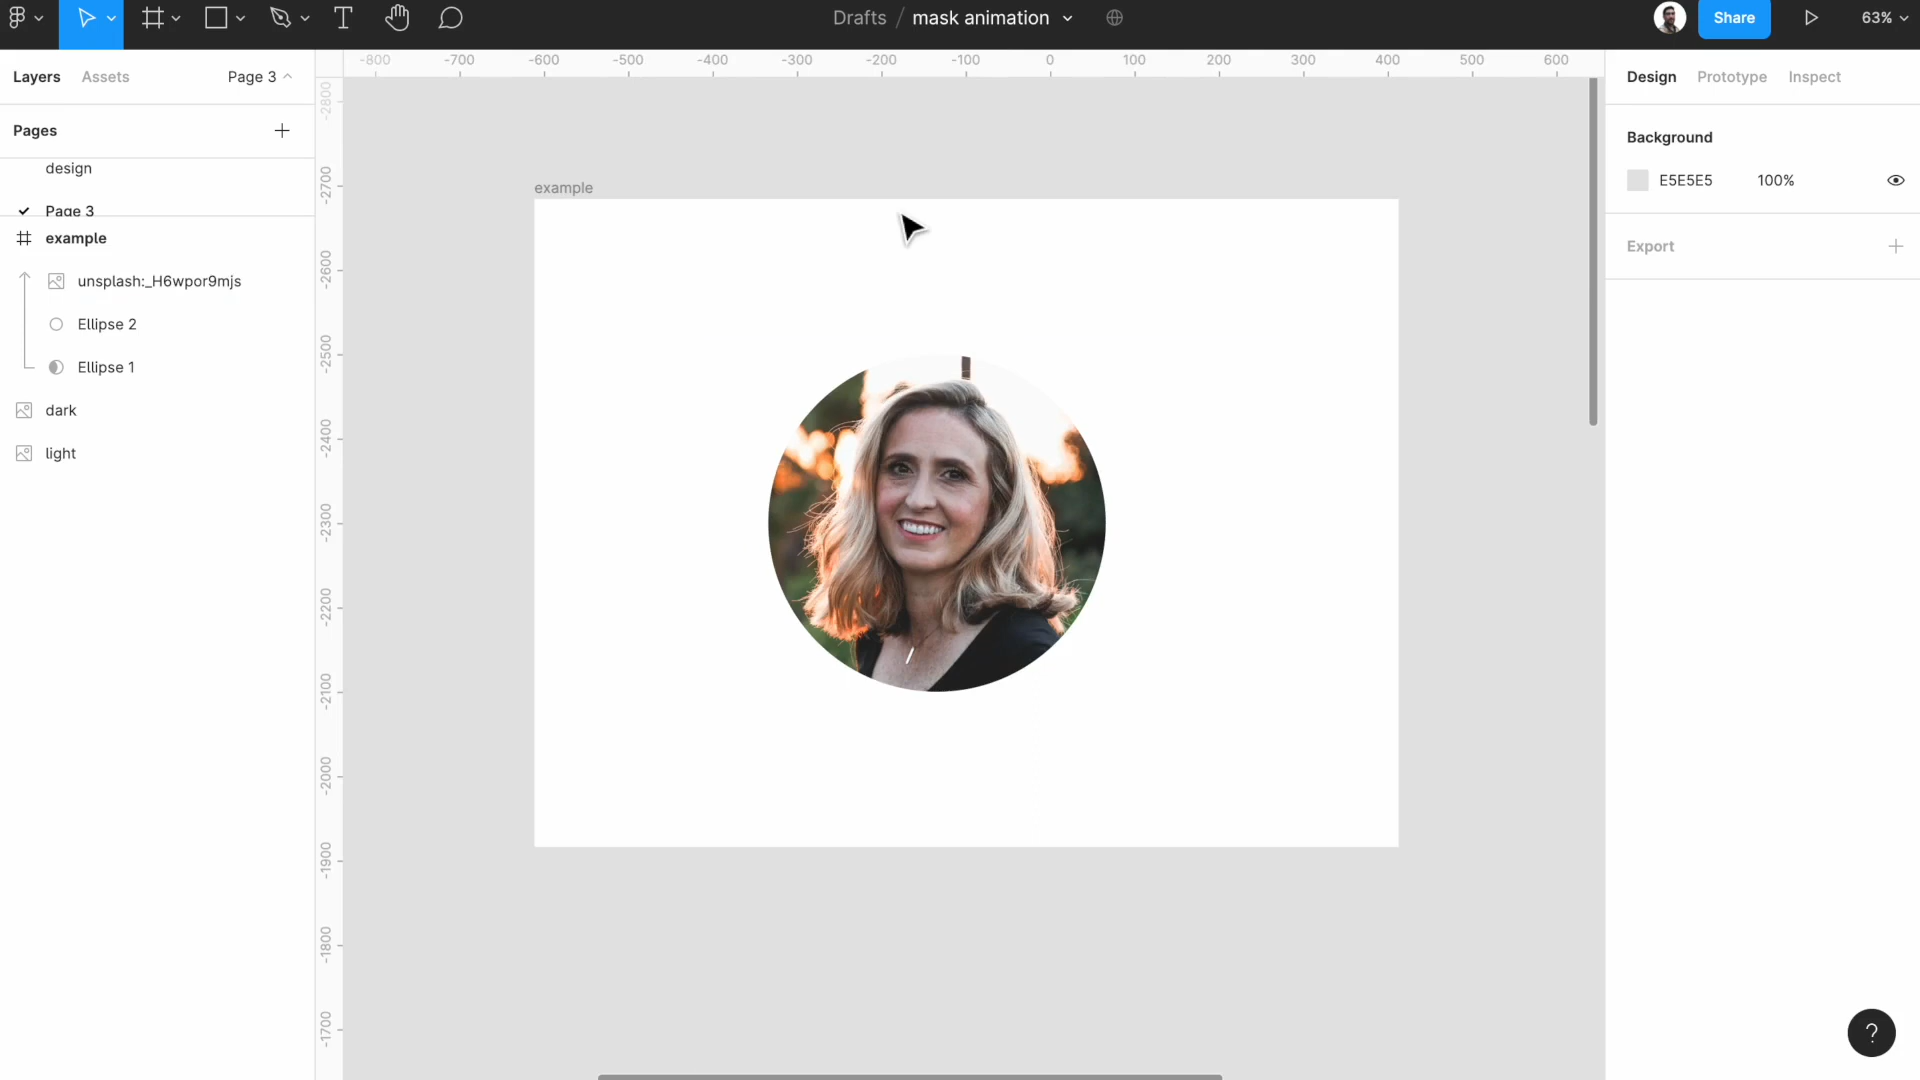 Drafts / mask animation
Share
63%
Layers Assets Page 3
Pages
design
Page 3
example
unsplash:_H6wpor9mjs
Ellipse 2
Ellipse 1
dark
light
-800 -700 -600 -500 -400 -300 -200 -100 0 100 200 300 400 500 600
-2800
-2700
-2600
-2500
-2400
-2300
-2200
-2100
-2000
-1900
-1800
-1700
example
Design Prototype Inspect
Background
E5E5E5 100%
Export
?